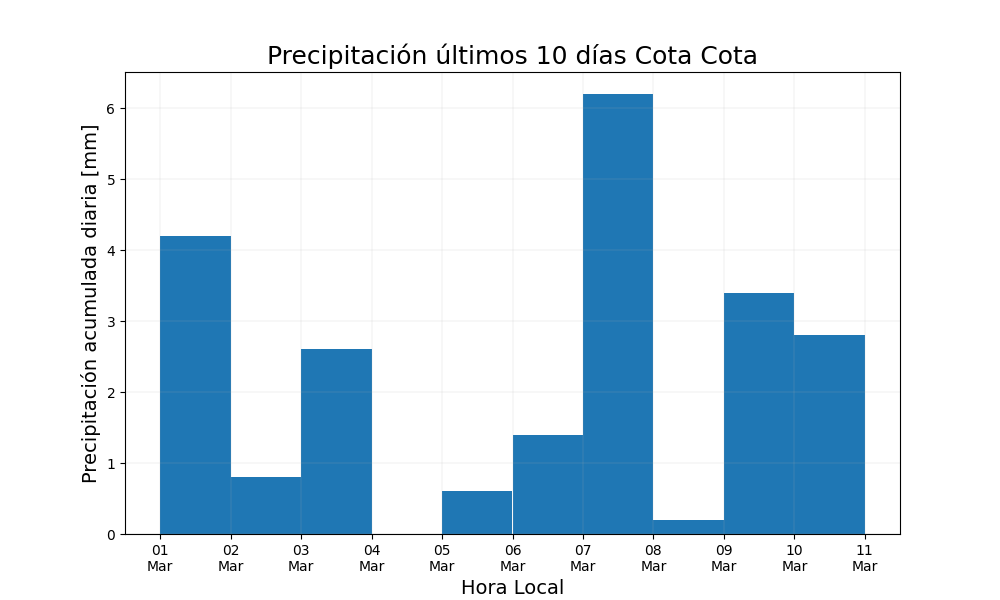 Precipitación últimos 10 días Cota Cota
Precipitación acumulada diaria [mm]
6
5
4
3
2
1
0
01 02 03 04 05 06 07 08 09 10 11
Mar Mar Mar Mar Mar Mar Mar Mar Mar Mar Mar
Hora Local